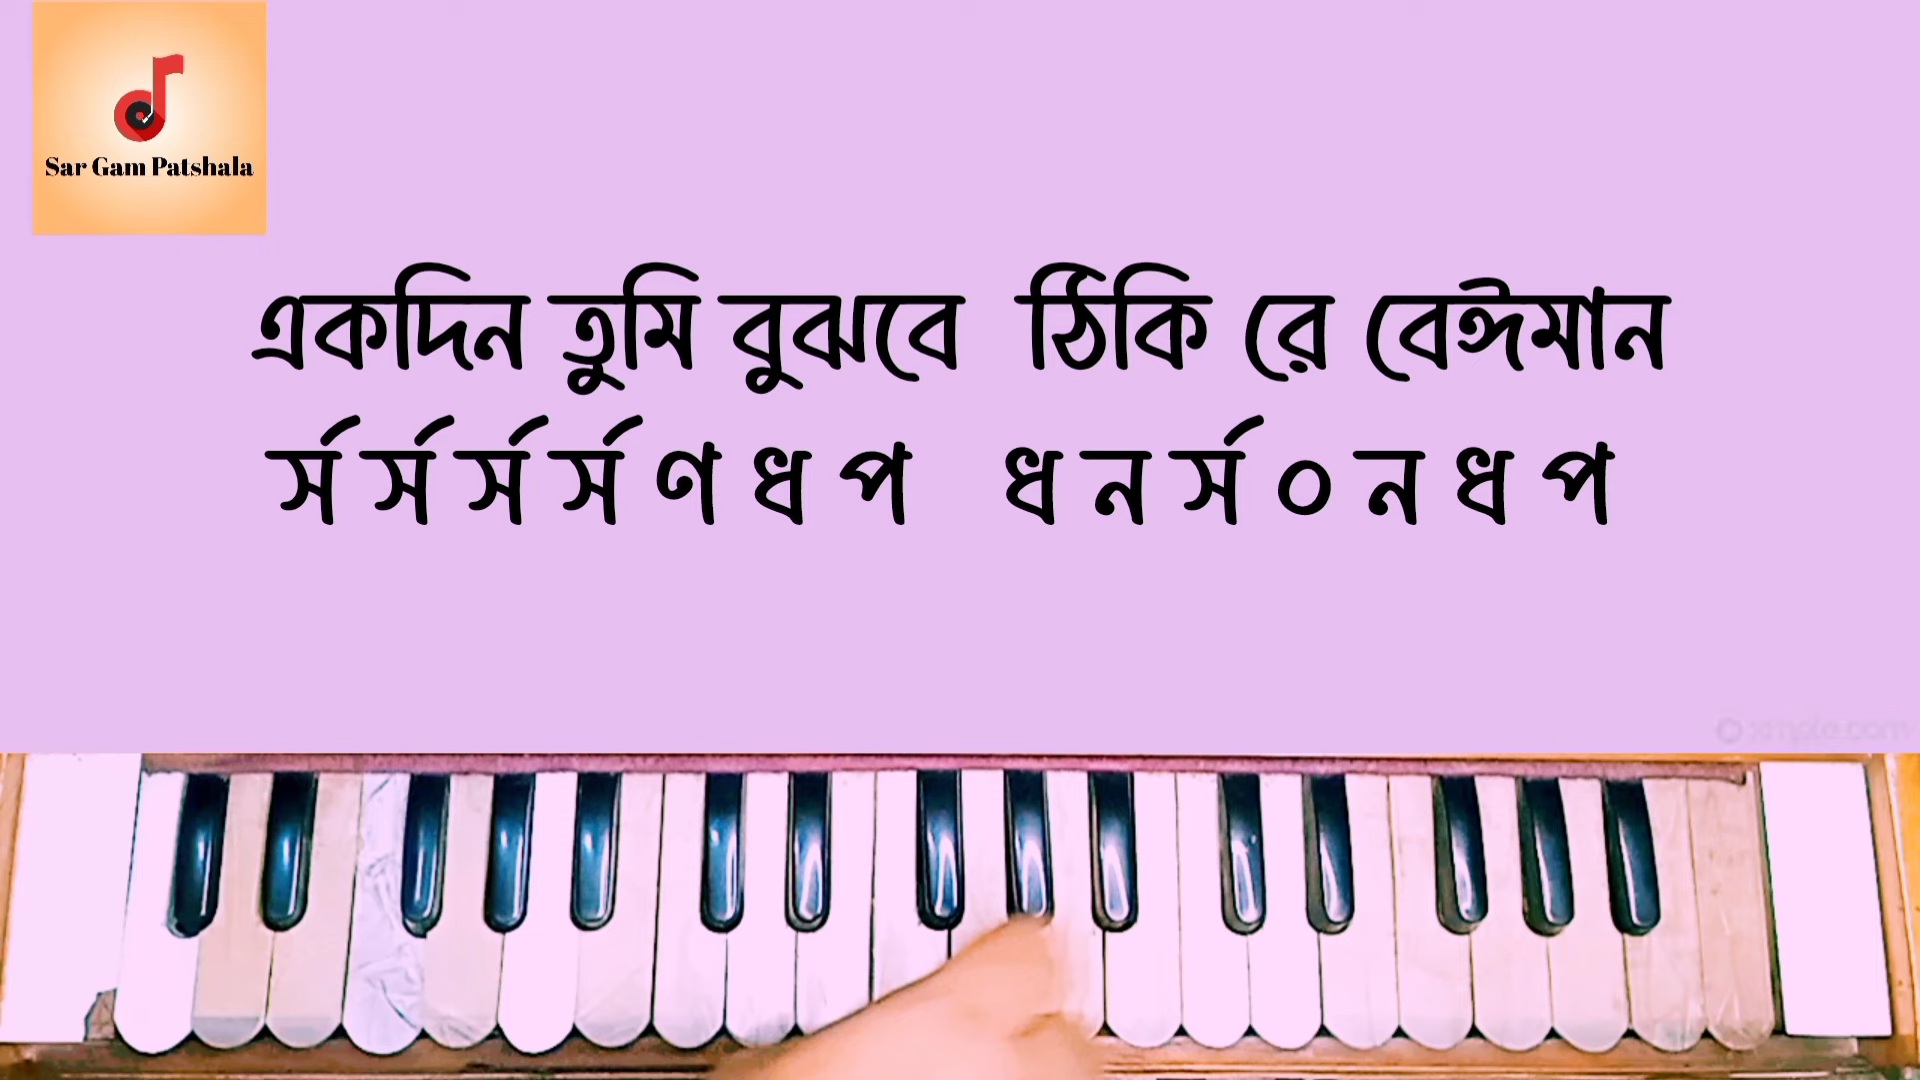 Sar Gam Patshala
একদিন তুমি বুঝবে ঠিকি রে বেঈমান
র্স র্স র্স র্স ণ ধ প ধ ন র্স ০ ন ধ প